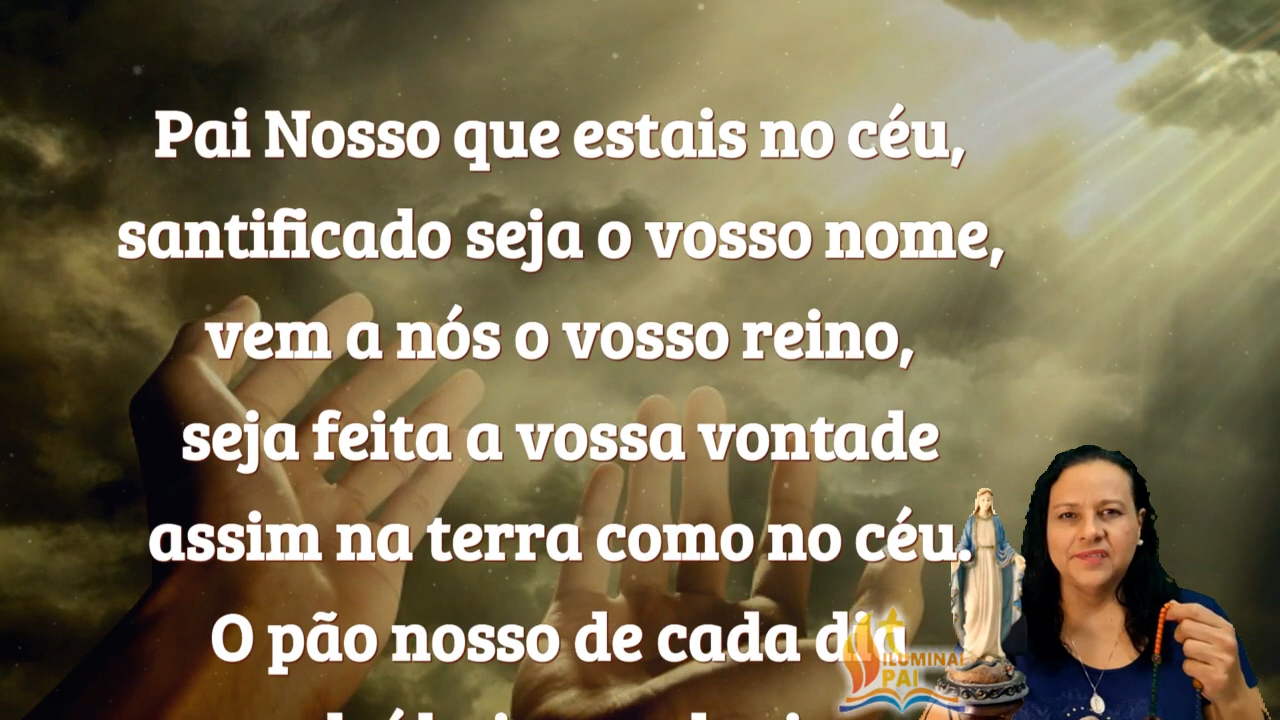 Pai Nosso que estais no céu,
santificado seja o vosso nome,
vem a nós o vosso reino,
seja feita a vossa vontade
assim na terra como no céu.
O pão nosso de cada dia
ILUMINAI
PAI